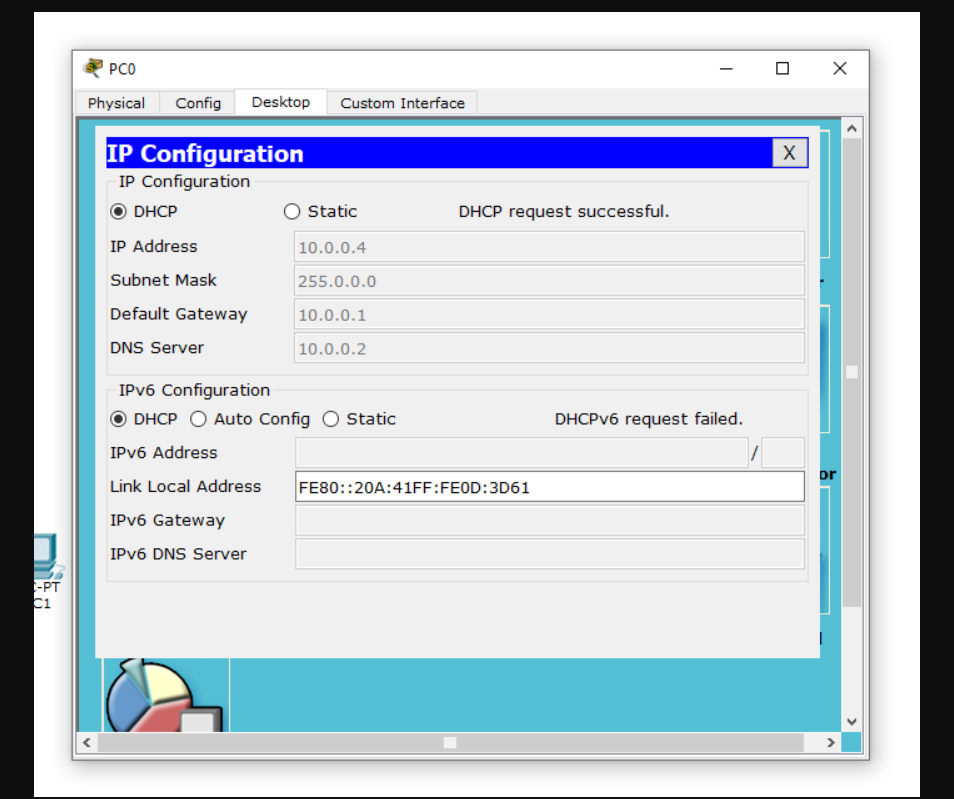 PC0
Physical Config Desktop Custom Interface
IP Configuration X
IP Configuration
DHCP Static DHCP request successful.
IP Address 10.0.0.4
Subnet Mask 255.0.0.0
Default Gateway 10.0.0.1
DNS Server 10.0.0.2
IPv6 Configuration
DHCP Auto Config Static DHCPv6 request failed.
IPv6 Address /
Link Local Address FE80::20A:41FF:FE0D:3D61
IPv6 Gateway
IPv6 DNS Server
-PT
C1
or